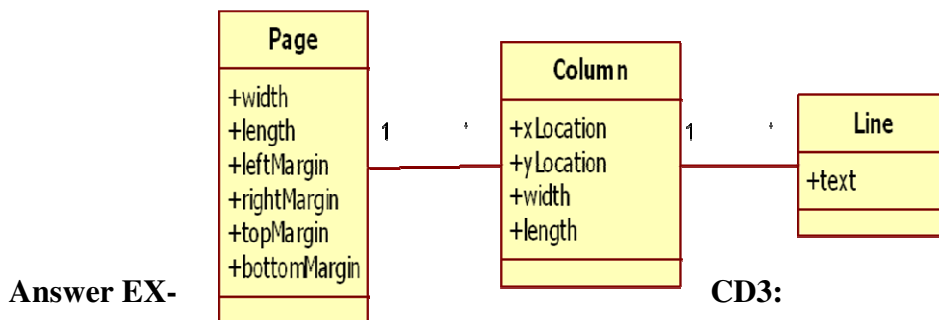 Page
+width
+length
+leftMargin
+rightMargin
+topMargin
+bottomMargin
1 *
Column
+xLocation
+yLocation
+width
+length
1 *
Line
+text
Answer EX- CD3: